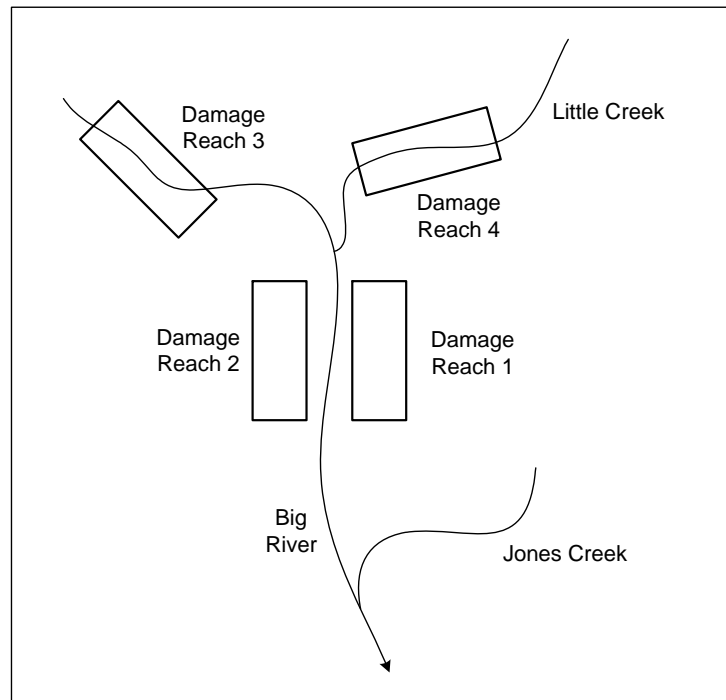 Damage
Reach 3
Little Creek
Damage
Reach 4
Damage
Reach 2
Damage
Reach 1
Big
River
Jones Creek